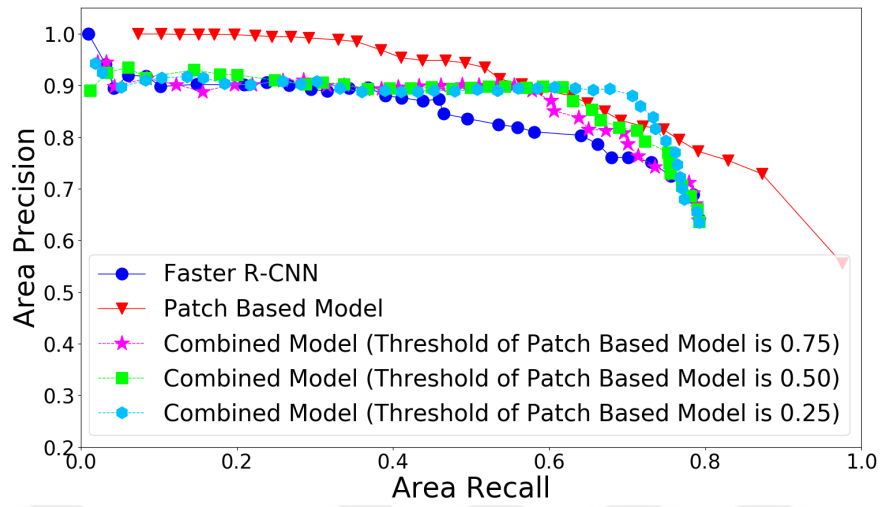 1.0
0.9
0.8
0.7
0.6
0.5
0.4
0.3
0.2
Area Precision
Faster R-CNN
Patch Based Model
Combined Model (Threshold of Patch Based Model is 0.75)
Combined Model (Threshold of Patch Based Model is 0.50)
Combined Model (Threshold of Patch Based Model is 0.25)
0.0 0.2 0.4 0.6 0.8 1.0
Area Recall